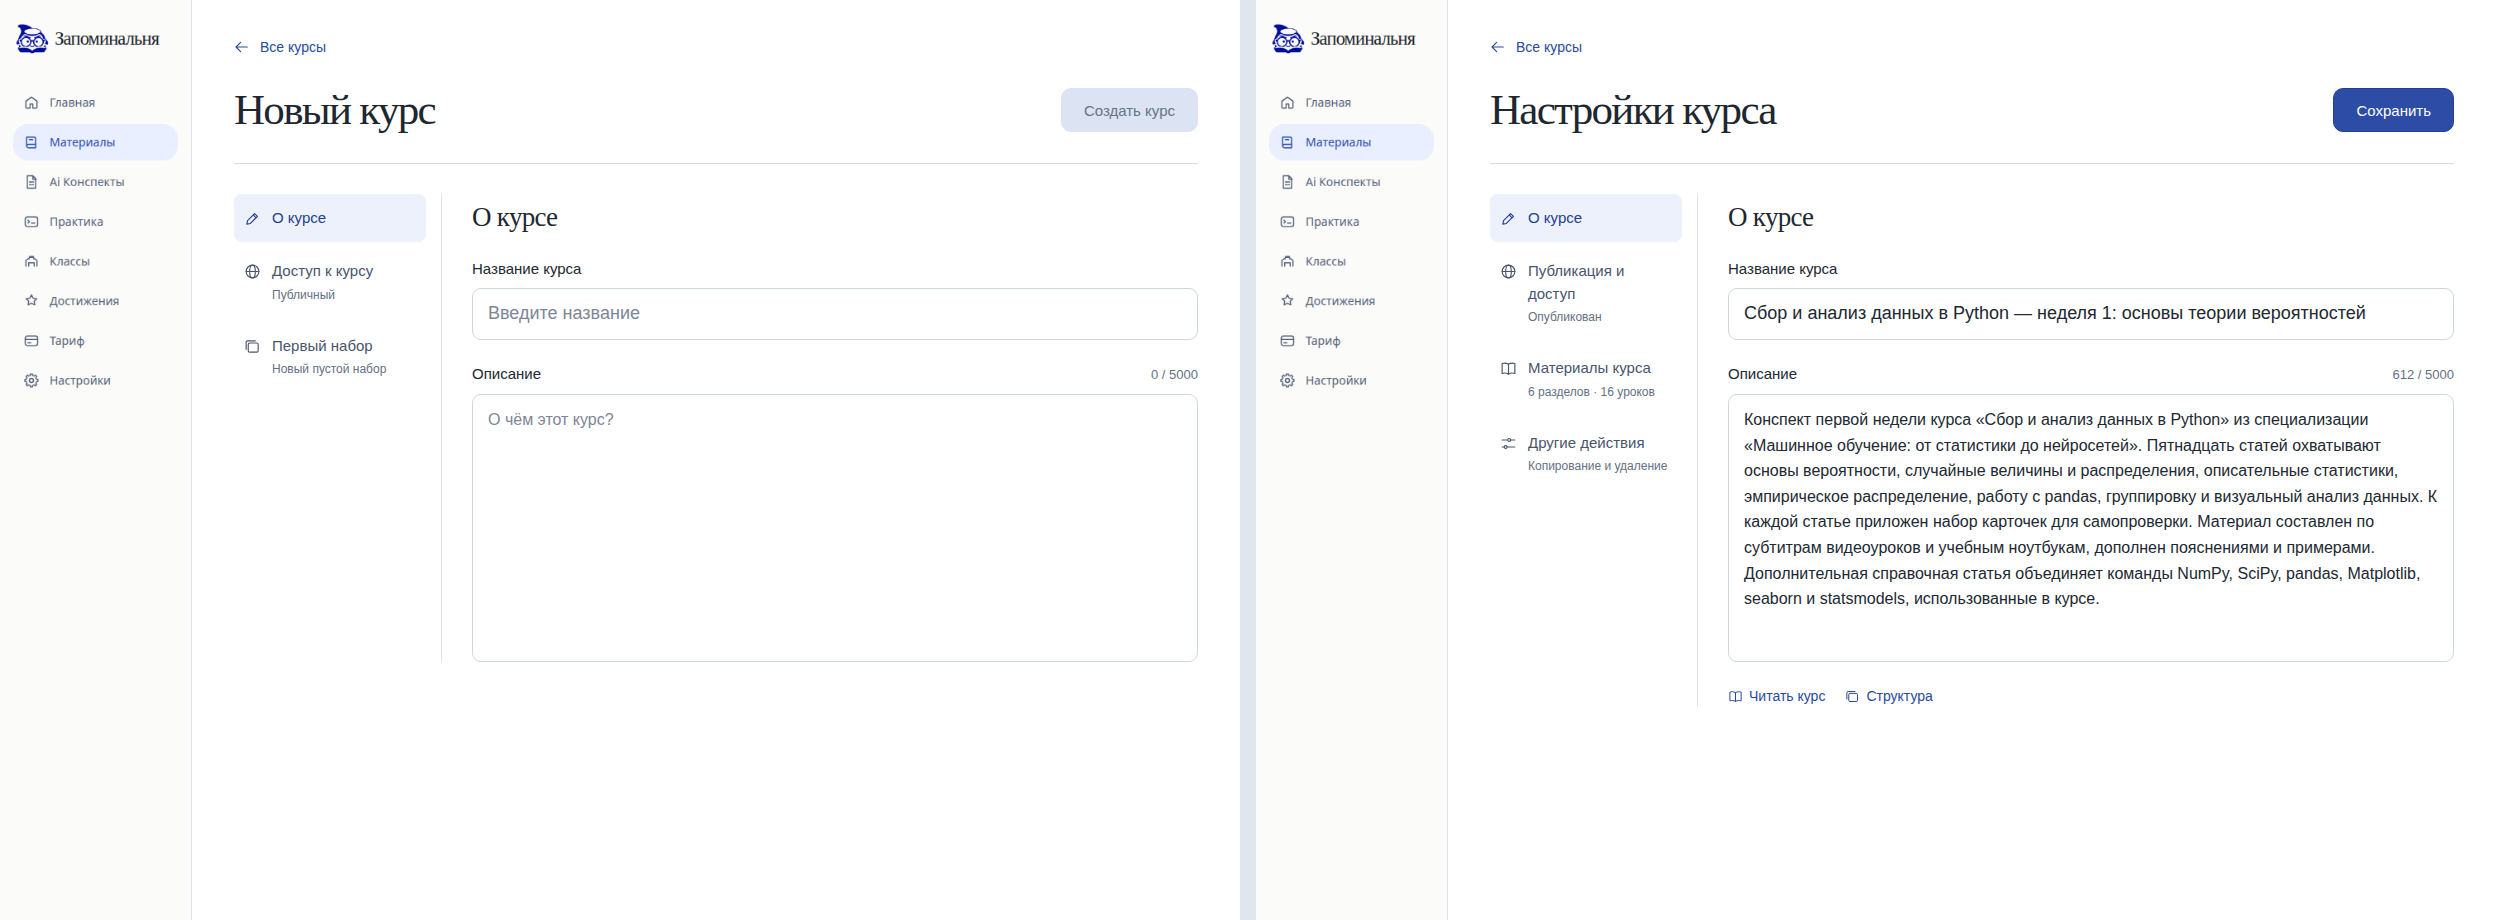 Запоминальня
Главная
Материалы
Ai Конспекты
Практика
Классы
Достижения
Тариф
Настройки
Все курсы
Новый курс
Создать курс
О курсе
Доступ к курсу
Публичный
Первый набор
Новый пустой набор
О курсе
Название курса
Введите название
Описание
0 / 5000
О чём этот курс?
Запоминальня
Главная
Материалы
Ai Конспекты
Практика
Классы
Достижения
Тариф
Настройки
Все курсы
Настройки курса
Сохранить
О курсе
Публикация и
доступ
Опубликован
Материалы курса
6 разделов · 16 уроков
Другие действия
Копирование и удаление
О курсе
Название курса
Сбор и анализ данных в Python — неделя 1: основы теории вероятностей
Описание
612 / 5000
Конспект первой недели курса «Сбор и анализ данных в Python» из специализации
«Машинное обучение: от статистики до нейросетей». Пятнадцать статей охватывают
основы вероятности, случайные величины и распределения, описательные статистики,
эмпирическое распределение, работу с pandas, группировку и визуальный анализ данных. К
каждой статье приложен набор карточек для самопроверки. Материал составлен по
субтитрам видеоуроков и учебным ноутбукам, дополнен пояснениями и примерами.
Дополнительная справочная статья объединяет команды NumPy, SciPy, pandas, Matplotlib,
seaborn и statsmodels, использованные в курсе.
Читать курс
Структура